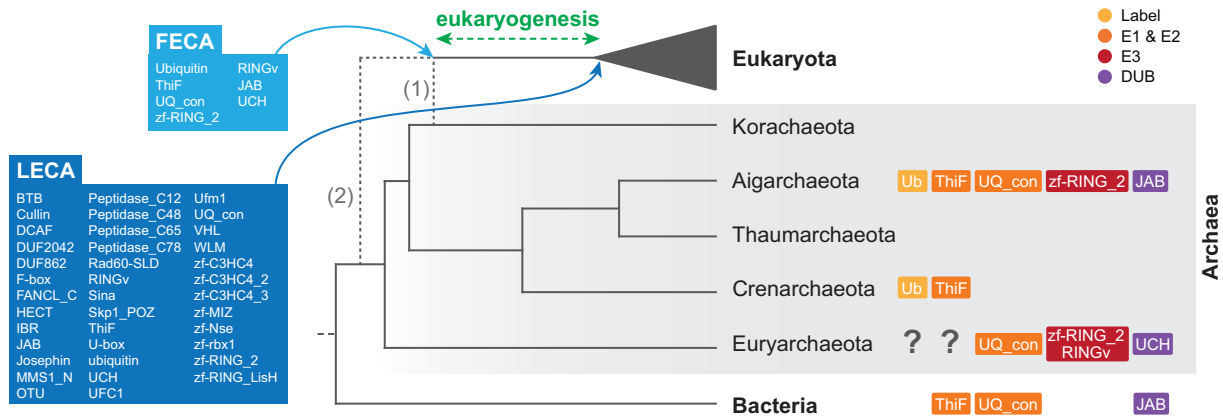 eukaryogenesis
FECA
Ubiquitin RINGv
ThiF JAB
UQ_con UCH
zf-RING_2
(1)
Eukaryota
Label
E1 & E2
E3
DUB
LECA
BTB Peptidase_C12 Ufm1
Cullin Peptidase_C48 UQ_con
DCAF Peptidase_C65 VHL
DUF2042 Peptidase_C78 WLM
DUF862 Rad60-SLD zf-C3HC4
F-box RINGv zf-C3HC4_2
FANCL_C Sina zf-C3HC4_3
HECT Skp1_POZ zf-MIZ
IBR ThiF zf-Nse
JAB U-box zf-rbx1
Josephin ubiquitin zf-RING_2
MMS1_N UCH zf-RING_LisH
OTU UFC1
(2)
Korachaeota
Aigarchaeota Ub ThiF UQ_con zf-RING_2 JAB
Thaumarchaeota
Crenarchaeota Ub ThiF
Euryarchaeota ? ? UQ_con zf-RING_2 RINGv UCH
Archaea
Bacteria ThiF UQ_con JAB